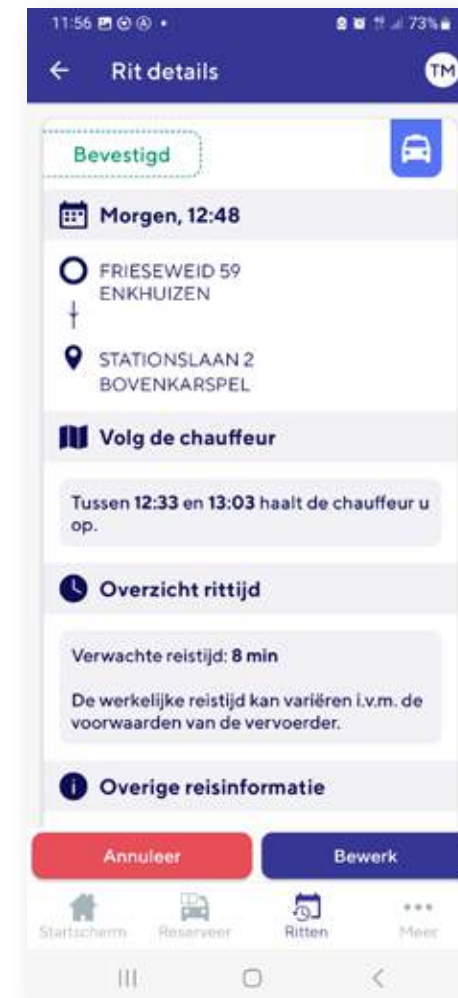 11:56
73%
Rit details
TM
Bevestigd
Morgen, 12:48
FRIESEWEID 59
ENKHUIZEN
STATIONSLAAN 2
BOVENKARSPEL
Volg de chauffeur
Tussen 12:33 en 13:03 haalt de chauffeur u
op.
Overzicht rittijd
Verwachte reistijd: 8 min
De werkelijke reistijd kan variëren i.v.m. de
voorwaarden van de vervoerder.
Overige reisinformatie
Annuleer
Bewerk
Startscherm
Reserveer
Ritten
Meer